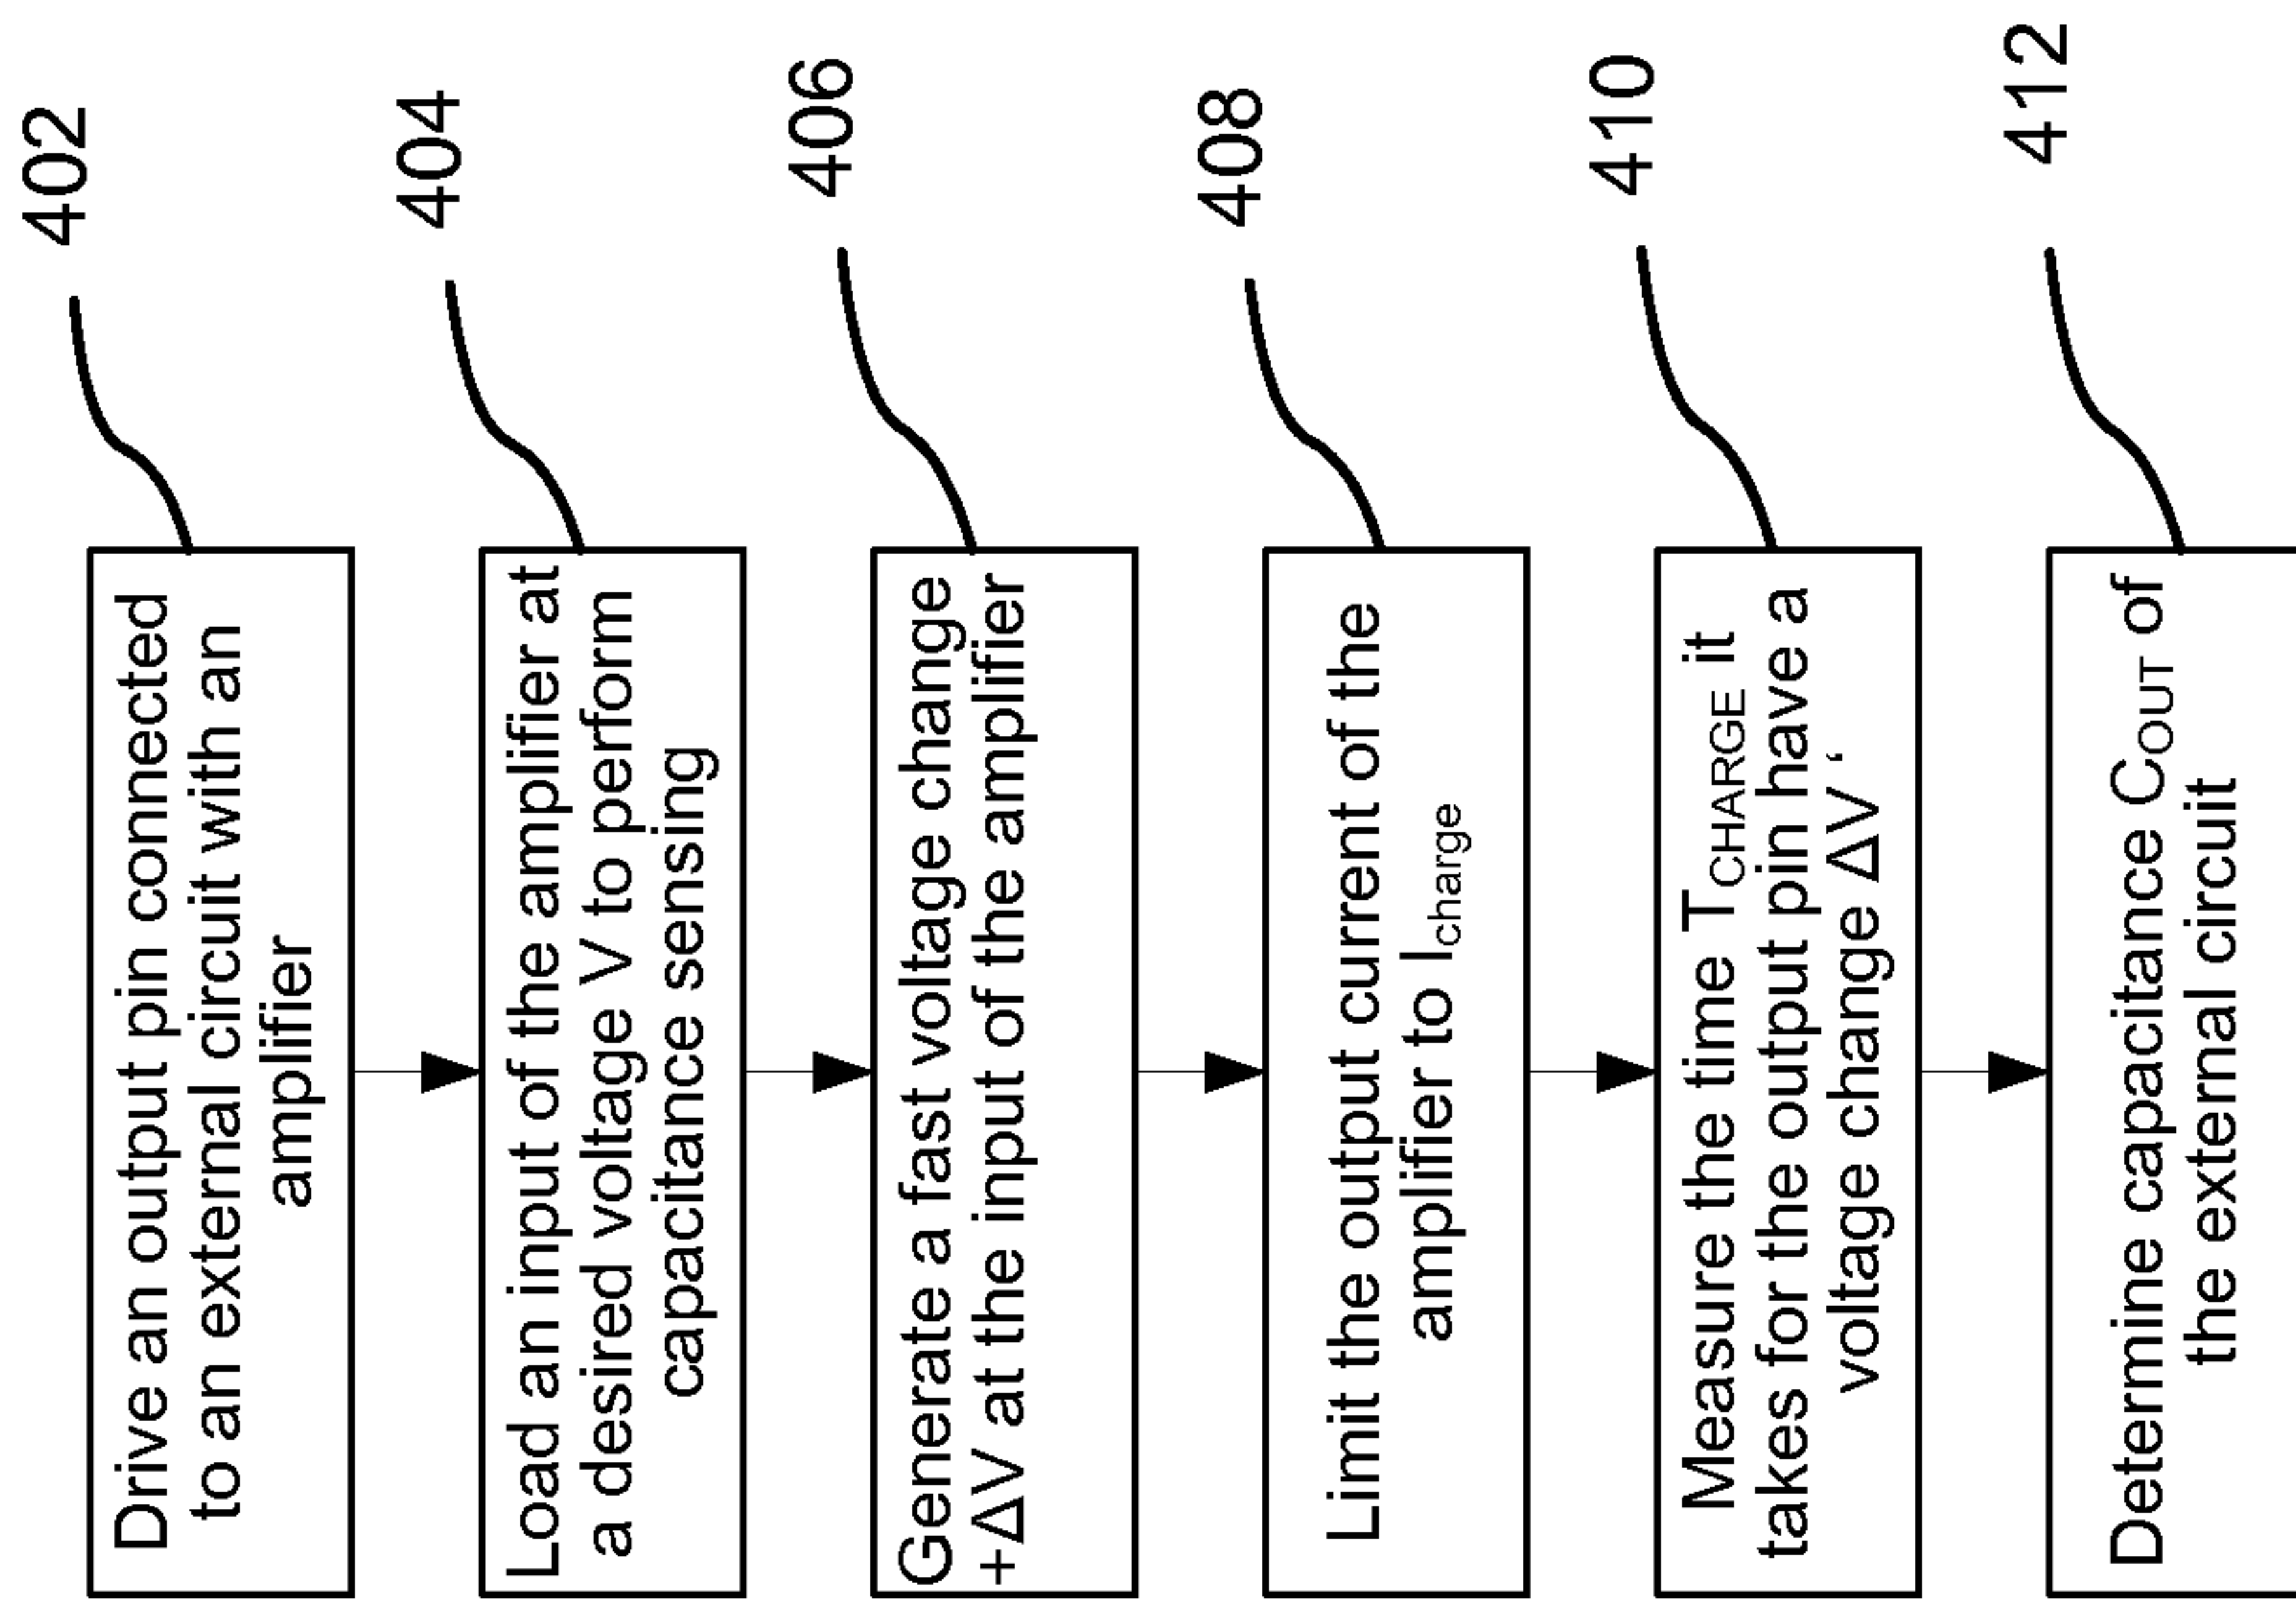 Drive an output pin connected
to an external circuit with an
amplifier
402
Load an input of the amplifier at
a desired voltage V to perform
capacitance sensing
404
Generate a fast voltage change
+ΔV at the input of the amplifier
406
Limit the output current of the
amplifier to Icharge
408
Measure the time TCHARGE it
takes for the output pin have a
voltage change ΔV ‘
410
Determine capacitance COUT of
the external circuit
412